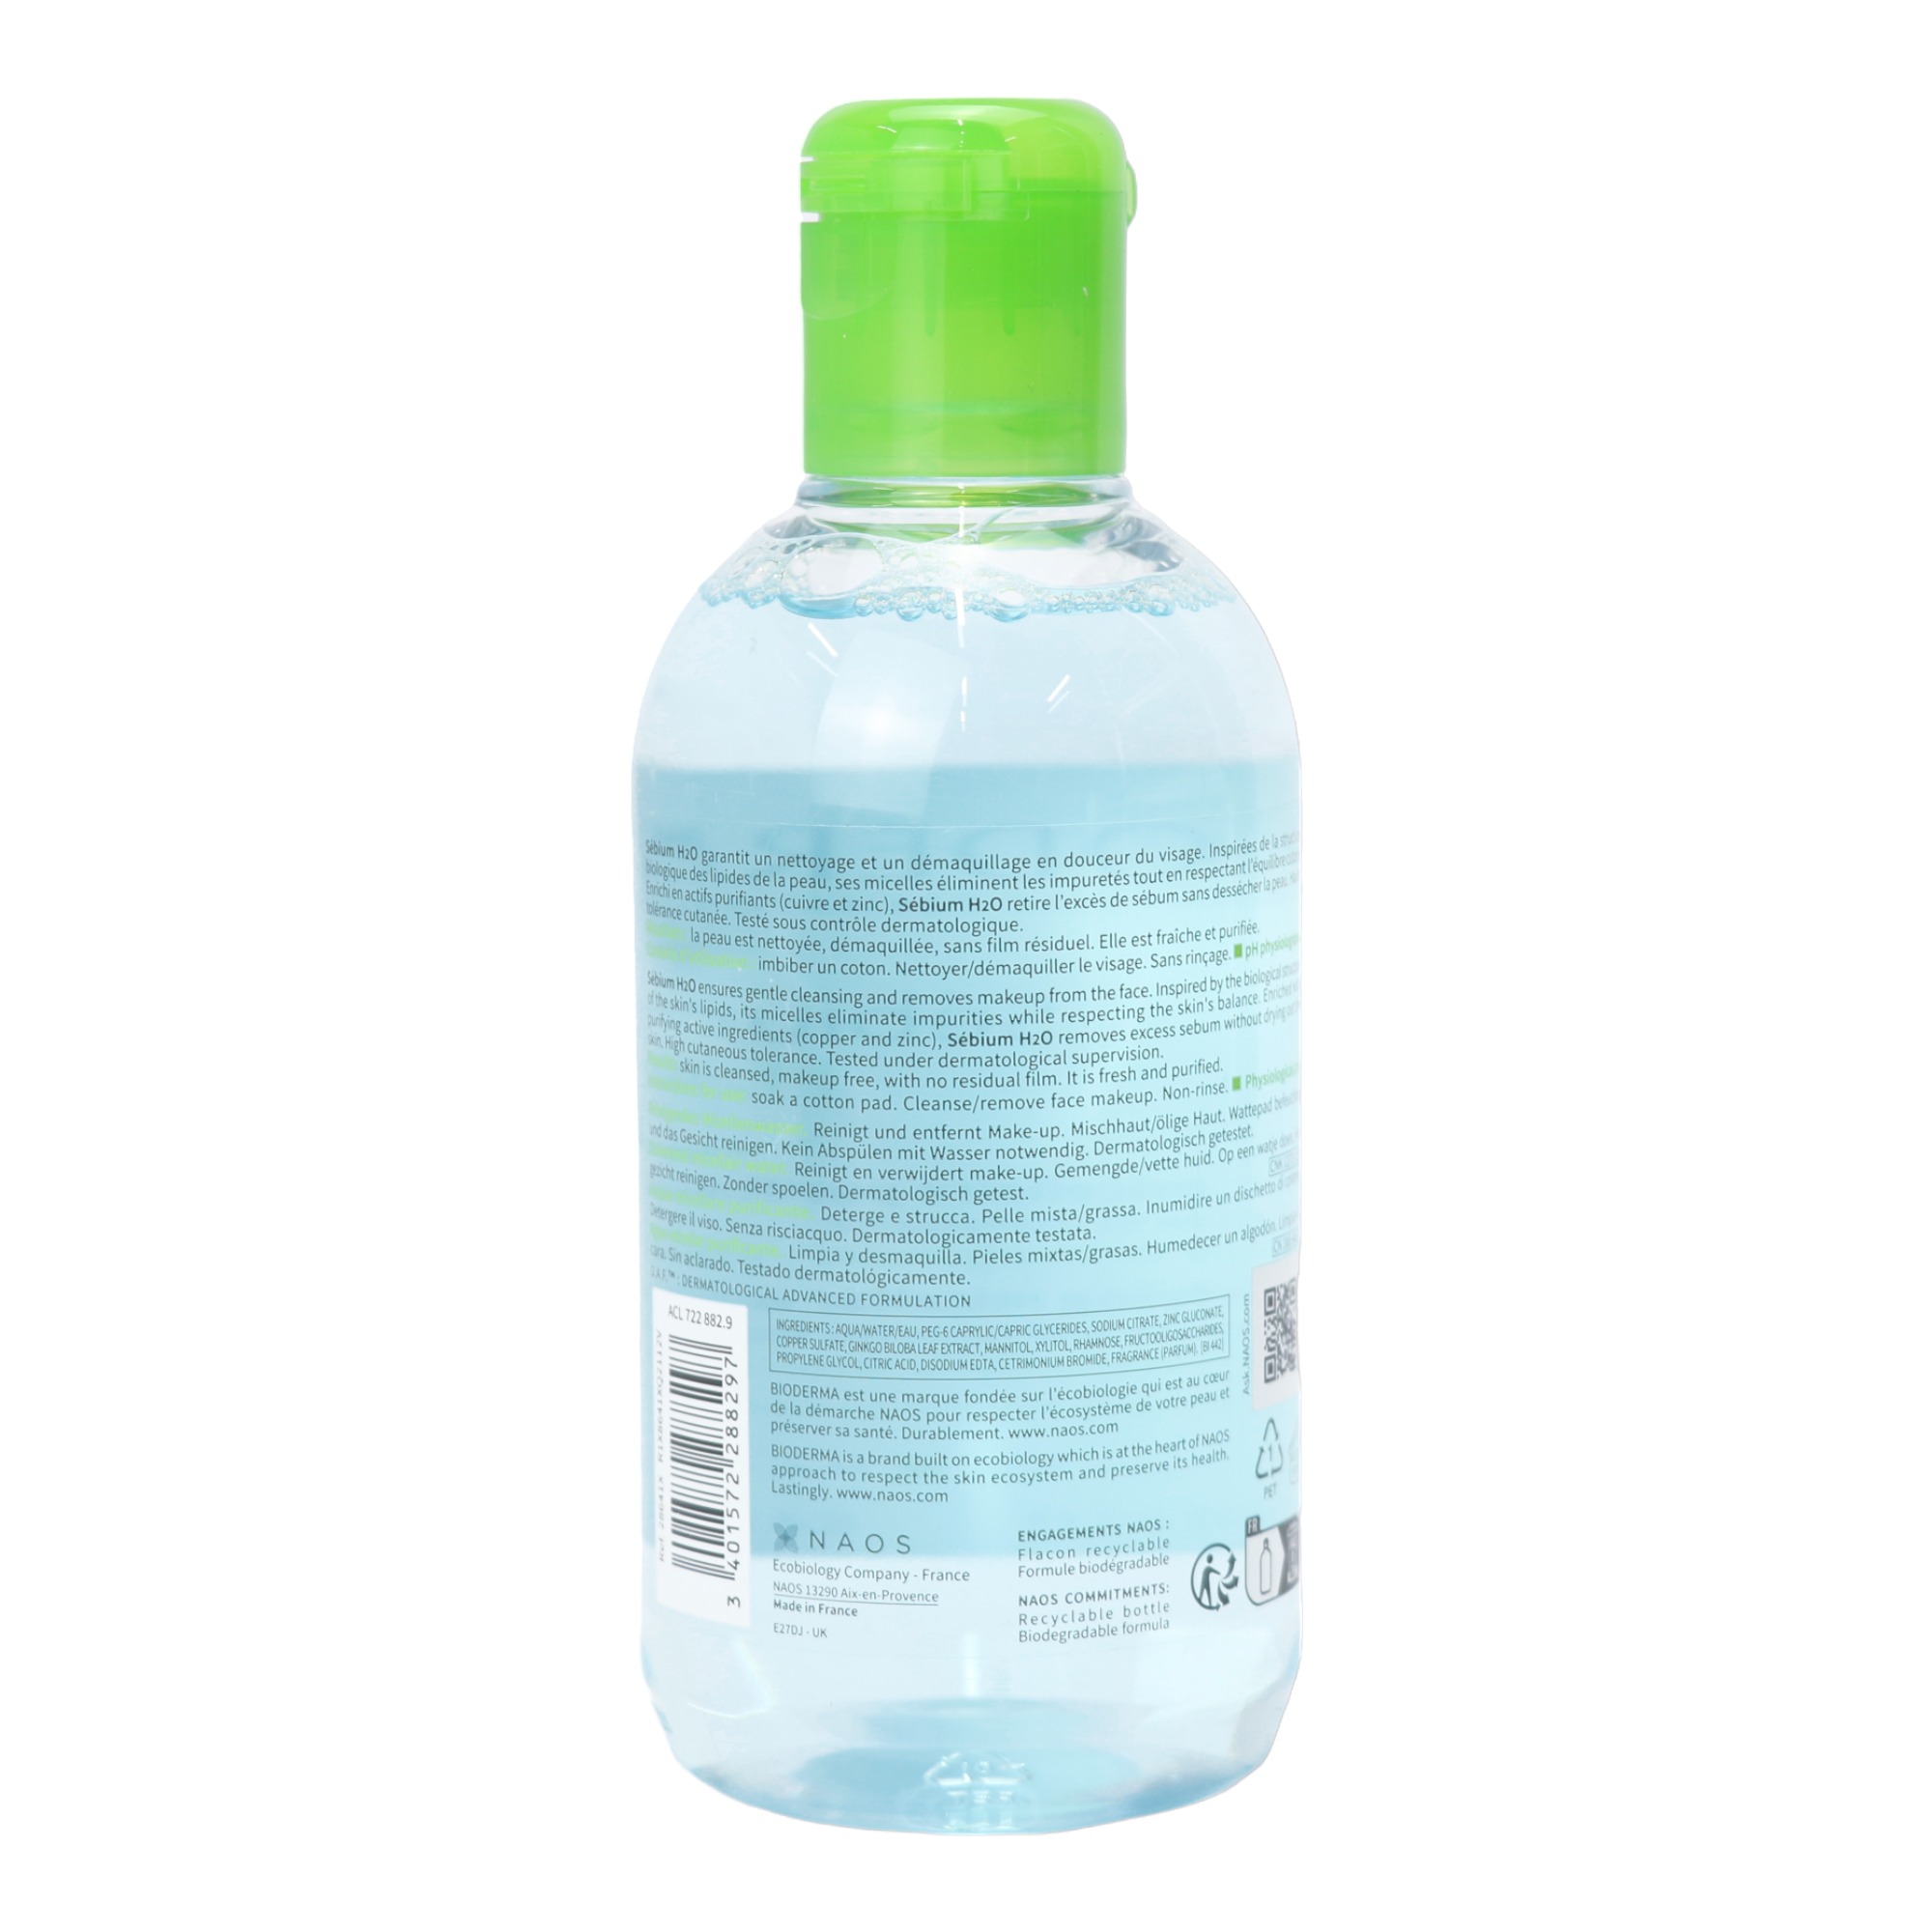 Sébium H2O garantit un nettoyage et un démaquillage en douceur du visage. Inspirées de la
biologique des lipides de la peau, ses micelles éliminent les impuretés tout en respectant l'équilibre
Enrichi en actifs purifiants (cuivre et zinc), Sébium H2O retire l'excès de sébum sans dessécher la peau.
tolérance cutanée. Testé sous contrôle dermatologique.
la peau est nettoyée, démaquillée, sans film résiduel. Elle est fraîche et purifiée.
imbiber un coton. Nettoyer/démaquiller le visage. Sans rinçage. ■ pH
Sébium H2O ensures gentle cleansing and removes makeup from the face. Inspired by the biological
of the skin's lipids, its micelles eliminate impurities while respecting the skin's balance. Enriched
purifying active ingredients (copper and zinc), Sébium H2O removes excess sebum without drying out
skin. High cutaneous tolerance. Tested under dermatological supervision.
skin is cleansed, makeup free, with no residual film. It is fresh and purified.
soak a cotton pad. Cleanse/remove face makeup. Non-rinse. ■
Reinigt und entfernt Make-up. Mischhaut/ölige Haut. Wattepad
und das Gesicht reinigen. Kein Abspülen mit Wasser notwendig. Dermatologisch getestet.
Reinigt en verwijdert make-up. Gemengde/vette huid. Op een watje
gezicht reinigen. Zonder spoelen. Dermatologisch getest.
Deterge e strucca. Pelle mista/grassa. Inumidire un dischetto di
Detergere il viso. Senza risciacquo. Dermatologicamente testata.
Limpia y desmaquilla. Pieles mixtas/grasas. Humedecer un algodón.
cara. Sin aclarado. Testado dermatológicamente.
D.A.F.™ : DERMATOLOGICAL ADVANCED FORMULATION
ACL 722 882.9
3 401572 288297
INGREDIENTS : AQUA/WATER/EAU, PEG-6 CAPRYLIC/CAPRIC GLYCERIDES, SODIUM CITRATE, ZINC GLUCONATE,
COPPER SULFATE, GINKGO BILOBA LEAF EXTRACT, MANNITOL, XYLITOL, RHAMNOSE, FRUCTOOLIGOSACCHARIDES,
PROPYLENE GLYCOL, CITRIC ACID, DISODIUM EDTA, CETRIMONIUM BROMIDE, FRAGRANCE (PARFUM). [BI 442]
Ask.NAOS.com
BIODERMA est une marque fondée sur l'écobiologie qui est au cœur
de la démarche NAOS pour respecter l'écosystème de votre peau et
préserver sa santé. Durablement. www.naos.com
BIODERMA is a brand built on ecobiology which is at the heart of NAOS
approach to respect the skin ecosystem and preserve its health.
Lastingly. www.naos.com
1
PET
NAOS
Ecobiology Company - France
NAOS 13290 Aix-en-Provence
Made in France
E27DJ - UK
ENGAGEMENTS NAOS :
Flacon recyclable
Formule biodégradable
NAOS COMMITMENTS:
Recyclable bottle
Biodegradable formula
FR